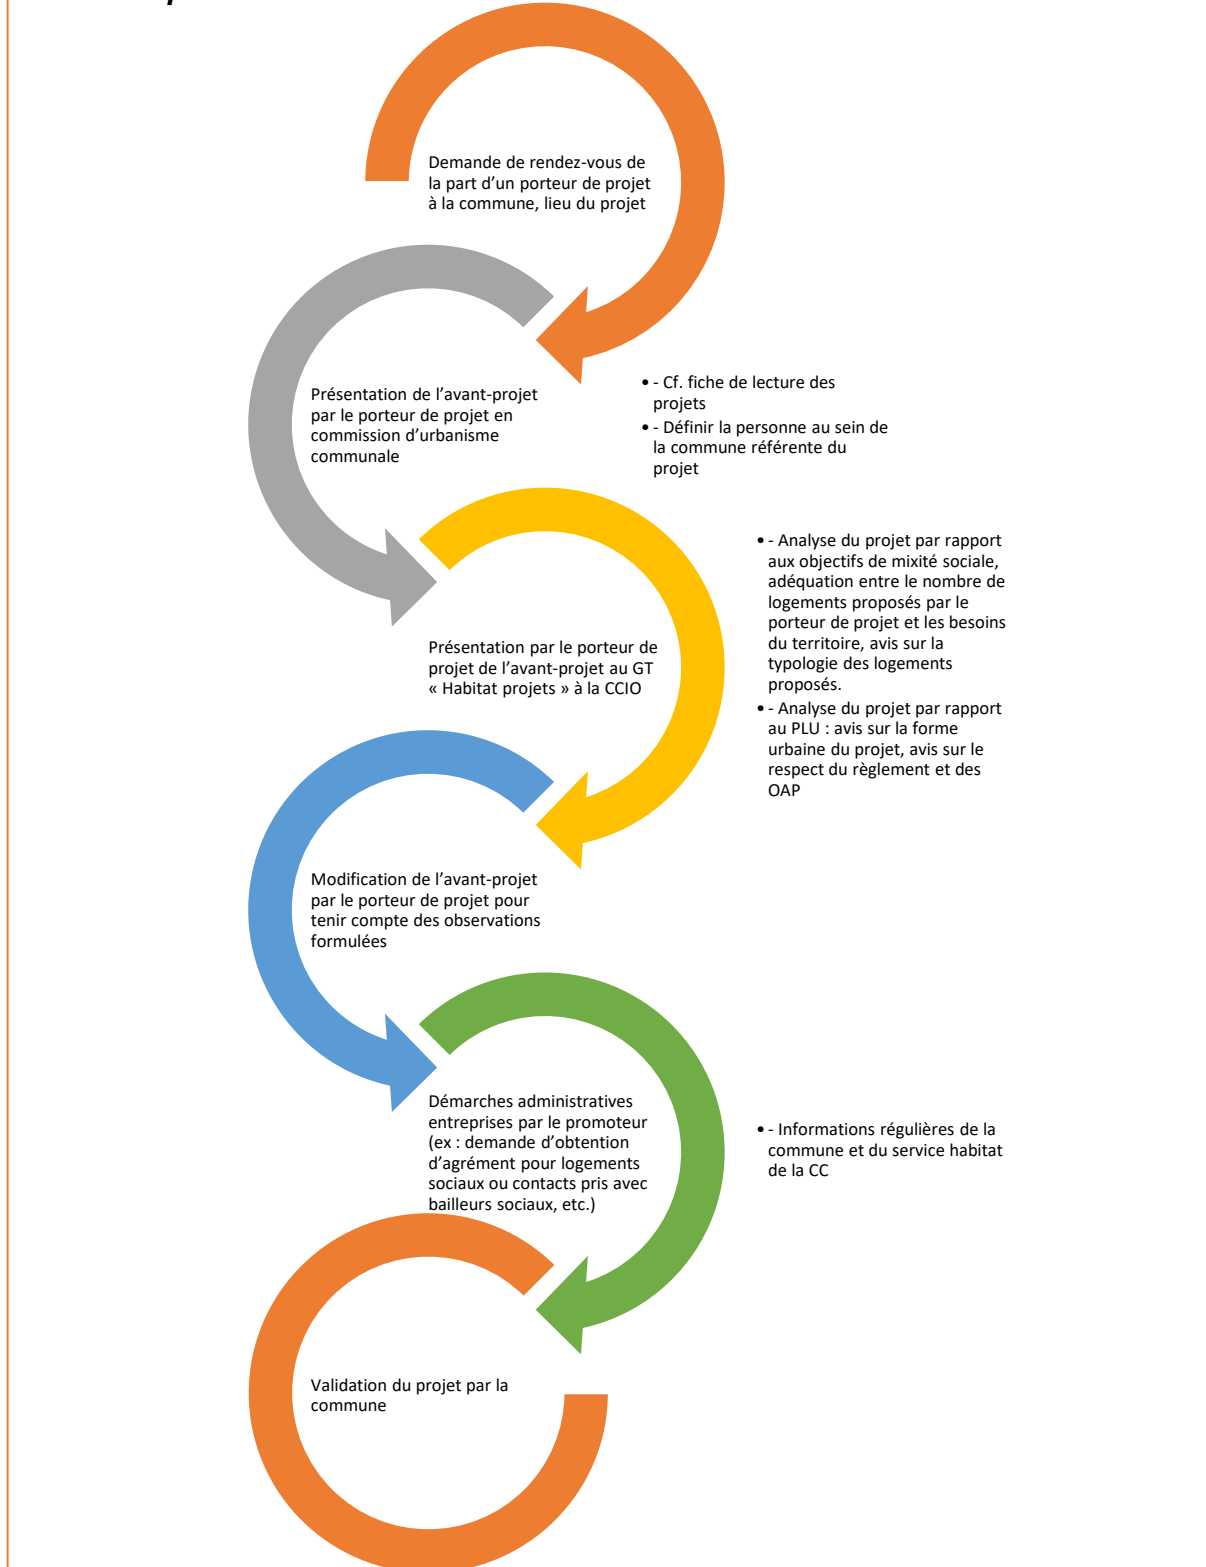 Demande de rendez-vous de
la part d’un porteur de projet
à la commune, lieu du projet
Présentation de l’avant-projet
par le porteur de projet en
commission d’urbanisme
communale
• - Cf. fiche de lecture des
projets
• - Définir la personne au sein de
la commune référente du
projet
Présentation par le porteur de
projet de l’avant-projet au GT
« Habitat projets » à la CCIO
• - Analyse du projet par rapport
aux objectifs de mixité sociale,
adéquation entre le nombre de
logements proposés par le
porteur de projet et les besoins
du territoire, avis sur la
typologie des logements
proposés.
• - Analyse du projet par rapport
au PLU : avis sur la forme
urbaine du projet, avis sur le
respect du règlement et des
OAP
Modification de l’avant-projet
par le porteur de projet pour
tenir compte des observations
formulées
Démarches administratives
entreprises par le promoteur
(ex : demande d’obtention
d’agrément pour logements
sociaux ou contacts pris avec
bailleurs sociaux, etc.)
• - Informations régulières de la
commune et du service habitat
de la CC
Validation du projet par la
commune